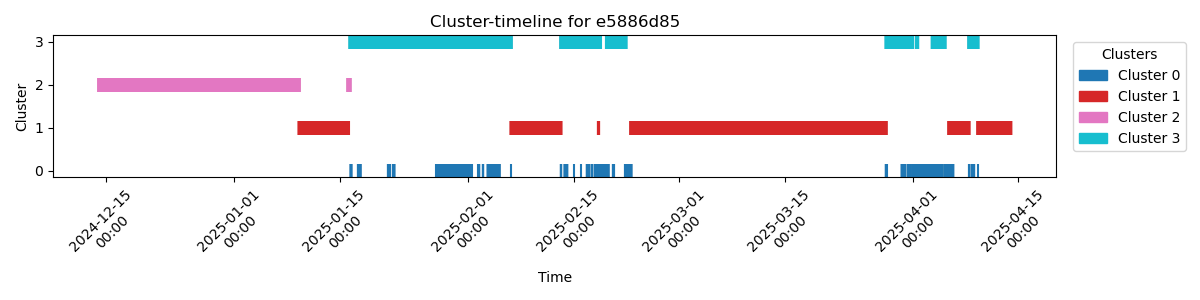 Cluster-timeline for e5886d85
3
2
1
0
Cluster
2024-12-15
00:00
2025-01-01
00:00
2025-01-15
00:00
2025-02-01
00:00
2025-02-15
00:00
2025-03-01
00:00
2025-03-15
00:00
2025-04-01
00:00
2025-04-15
00:00
Time
Clusters
Cluster 0
Cluster 1
Cluster 2
Cluster 3